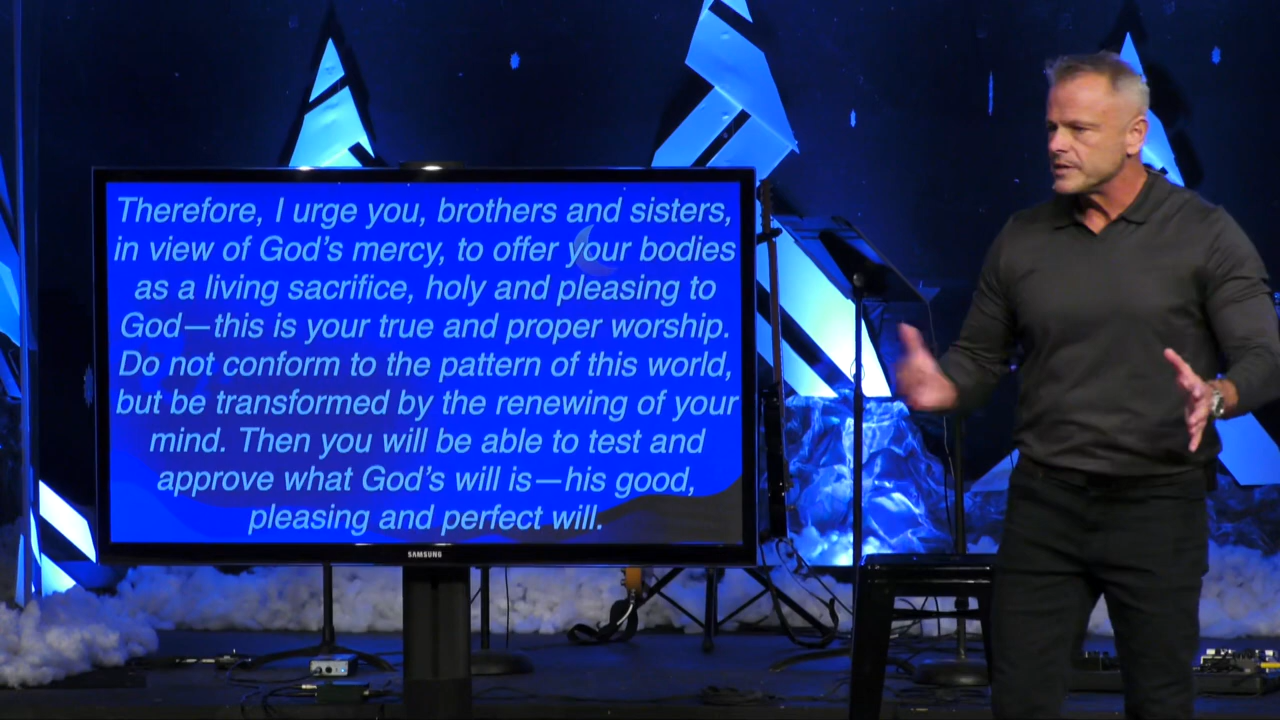 Therefore, I urge you, brothers and sisters,
in view of God's mercy, to offer your bodies
as a living sacrifice, holy and pleasing to
God—this is your true and proper worship.
Do not conform to the pattern of this world,
but be transformed by the renewing of your
mind. Then you will be able to test and
approve what God's will is—his good,
pleasing and perfect will.
SAMSUNG